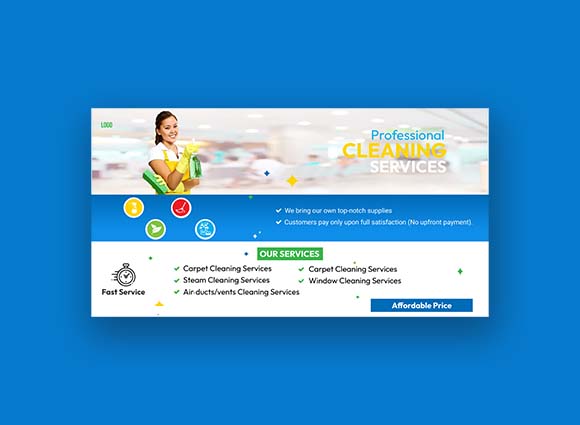 LOGO
Professional
CLEANING
SERVICES
We bring our own top-notch supplies
Customers pay only upon full satisfaction (No upfront payment).
OUR SERVICES
Carpet Cleaning Services
Steam Cleaning Services
Air-ducts/vents Cleaning Services
Carpet Cleaning Services
Window Cleaning Services
Fast Service
Affordable Price